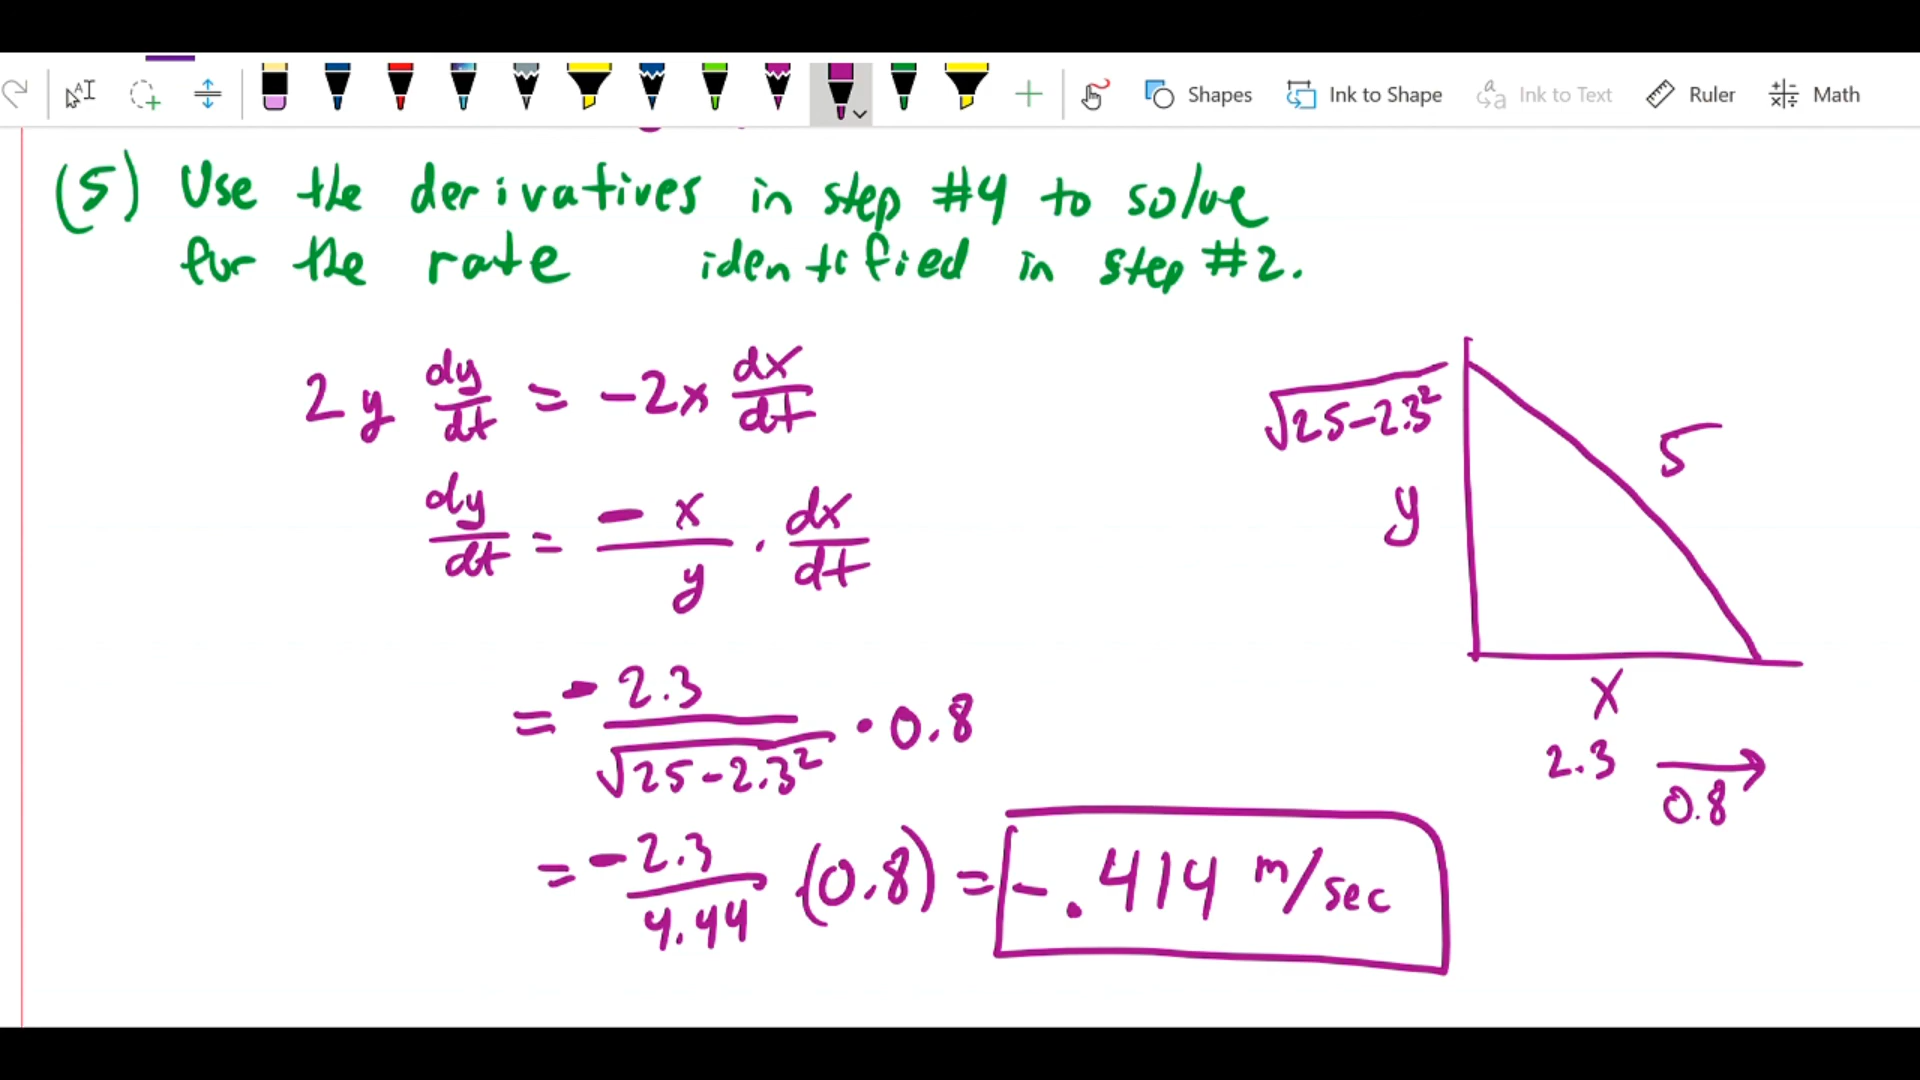 Shapes Ink to Shape Ink to Text Ruler Math
(5) Use the derivatives in step #4 to solve
for the rate identified in step #2.
2y dy/dt = -2x dx/dt
dy/dt = -x/y · dx/dt
= -2.3/√(25-2.3²) · 0.8
= -2.3/4.44 (0.8) = -.414 m/sec
√(25-2.3²)
5
y
x
2.3
0.8